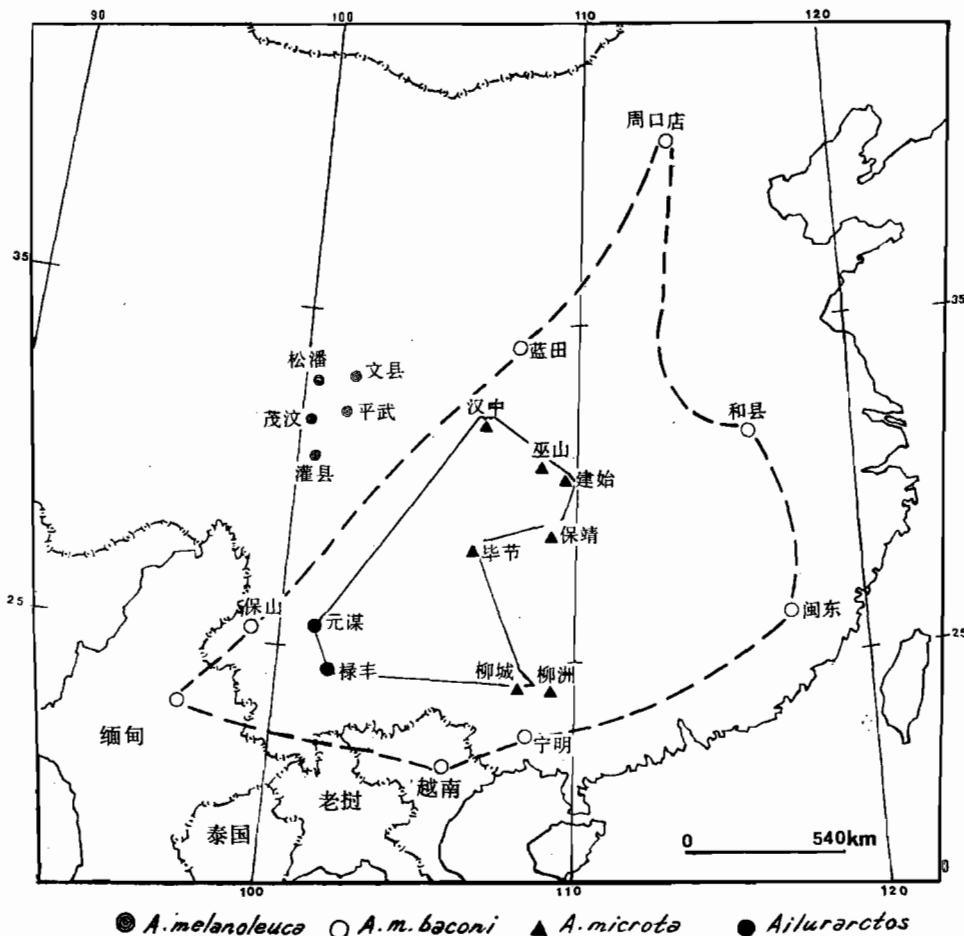 90
100
110
120
周口店
35
35
蓝田
松潘
文县
茂汶
平武
灌县
汉中
和县
巫山
建始
保靖
毕节
25
保山
元谋
闽东
25
禄丰
柳城
柳洲
缅甸
宁明
越南
老挝
泰国
0
540km
100
110
120
A.melanoleuca
A.m.baconi
A.microta
Ailurarctos